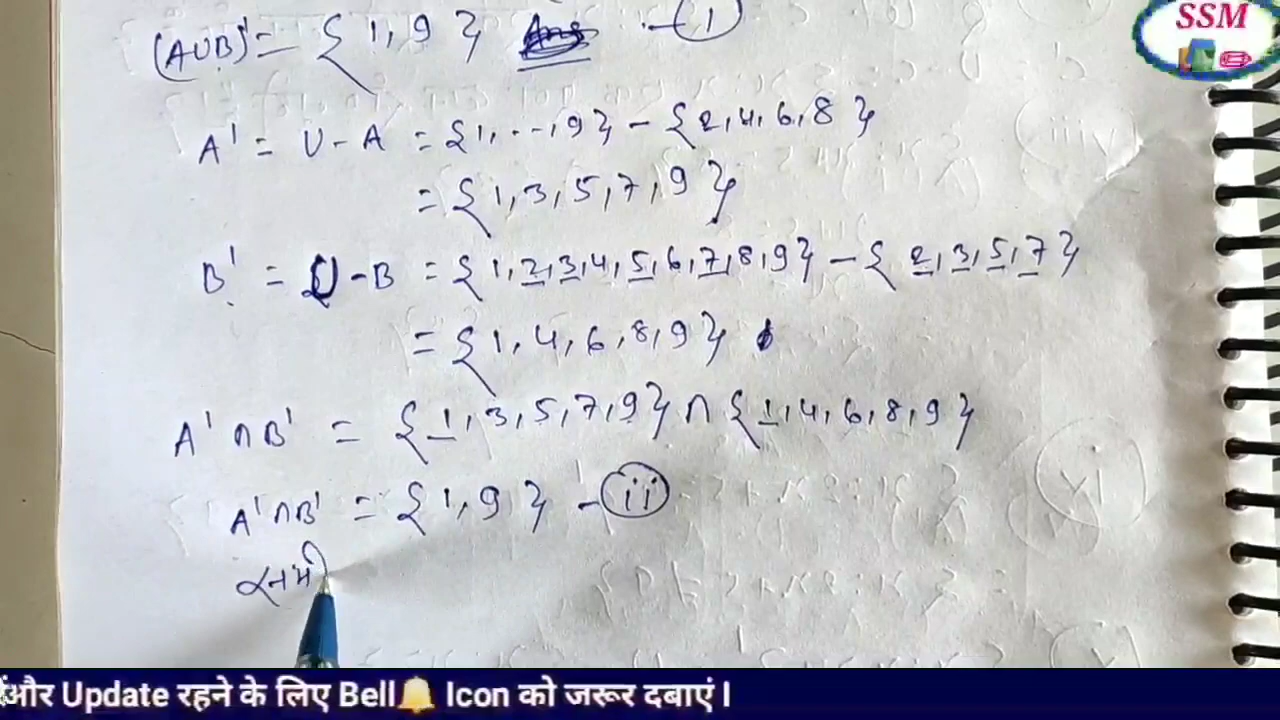 (A∪B)' = {1,9} Ans - (i)
SSM
A' = U - A = {1,--,9} - {2,4,6,8}
= {1,3,5,7,9}
B' = U - B = {1,2,3,4,5,6,7,8,9} - {2,3,5,7}
= {1,4,6,8,9}
A' ∩ B' = {1,3,5,7,9} ∩ {1,4,6,8,9}
A' ∩ B' = {1,9} - (ii)
समी
और Update रहने के लिए Bell🔔 Icon को जरूर दबाएं।